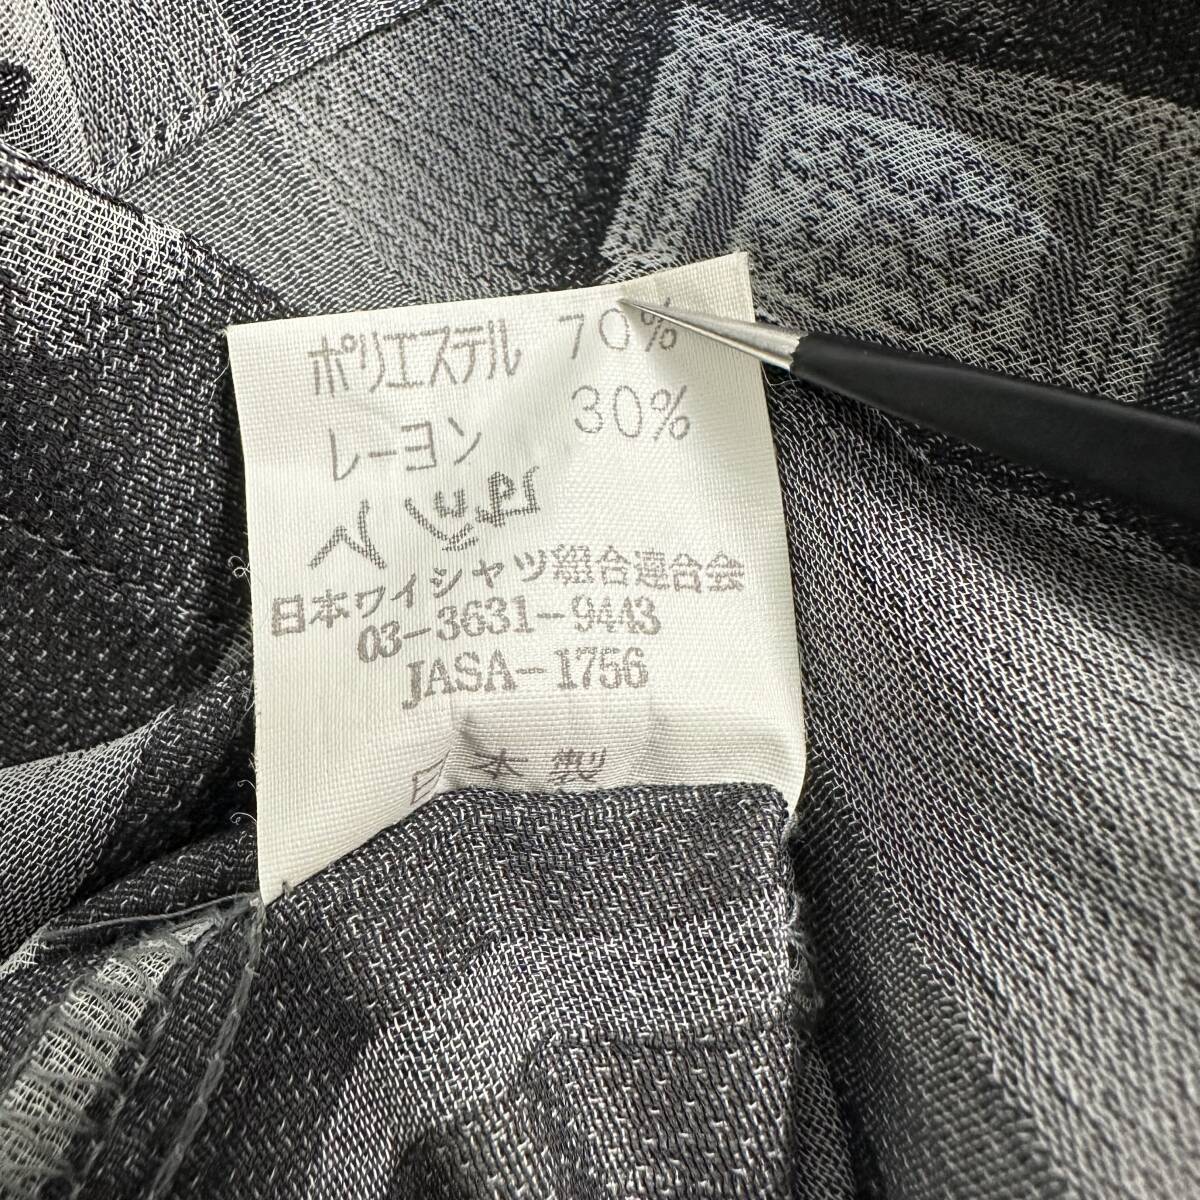 ポリエステル 70%
レーヨン 30%
日本ワイシャツ組合連合会
03-3631-9443
JASA-1756
日本製